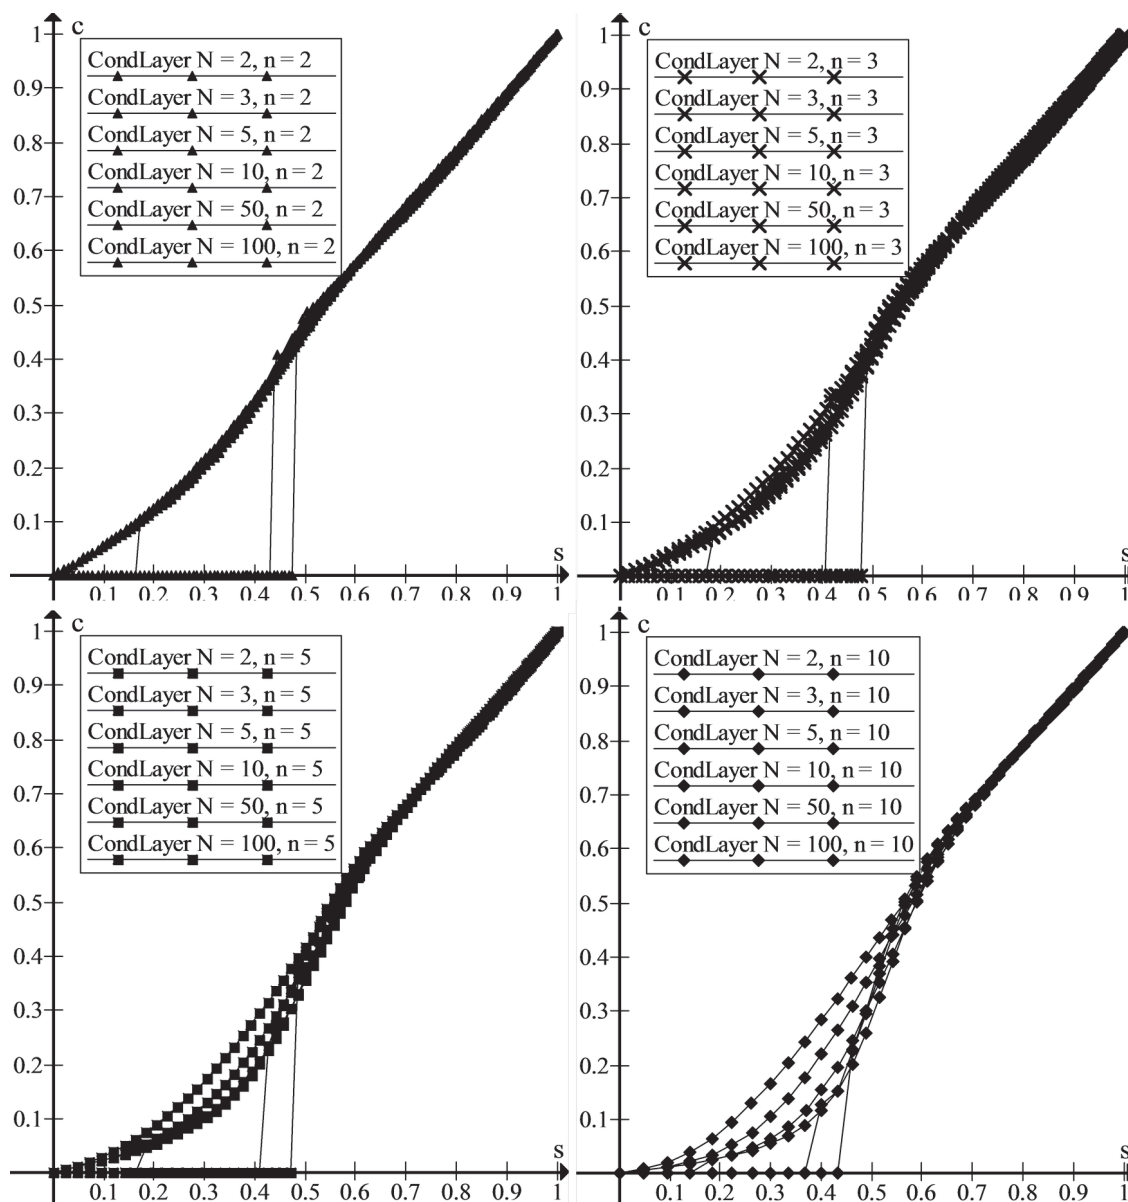 c
1
CondLayer N = 2, n = 2
0.9
CondLayer N = 3, n = 2
0.8
CondLayer N = 5, n = 2
0.7
CondLayer N = 10, n = 2
CondLayer N = 50, n = 2
0.6
CondLayer N = 100, n = 2
0.5
0.4
0.3
0.2
0.1
s
0.1 0.2 0.3 0.4 0.5 0.6 0.7 0.8 0.9 1
c
1
CondLayer N = 2, n = 3
0.9
CondLayer N = 3, n = 3
0.8
CondLayer N = 5, n = 3
0.7
CondLayer N = 10, n = 3
CondLayer N = 50, n = 3
0.6
CondLayer N = 100, n = 3
0.5
0.4
0.3
0.2
0.1
s
0.1 0.2 0.3 0.4 0.5 0.6 0.7 0.8 0.9 1
c
1
CondLayer N = 2, n = 5
0.9
CondLayer N = 3, n = 5
0.8
CondLayer N = 5, n = 5
0.7
CondLayer N = 10, n = 5
CondLayer N = 50, n = 5
0.6
CondLayer N = 100, n = 5
0.5
0.4
0.3
0.2
0.1
s
0.1 0.2 0.3 0.4 0.5 0.6 0.7 0.8 0.9 1
c
1
CondLayer N = 2, n = 10
0.9
CondLayer N = 3, n = 10
0.8
CondLayer N = 5, n = 10
0.7
CondLayer N = 10, n = 10
CondLayer N = 50, n = 10
0.6
CondLayer N = 100, n = 10
0.5
0.4
0.3
0.2
0.1
s
0.1 0.2 0.3 0.4 0.5 0.6 0.7 0.8 0.9 1